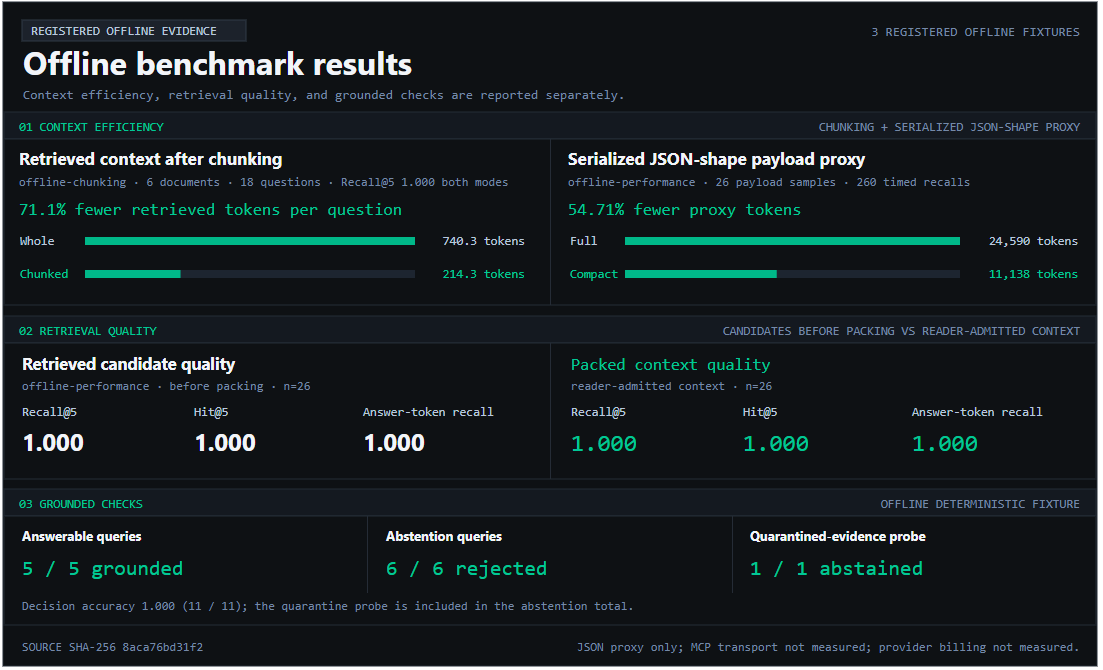 REGISTERED OFFLINE EVIDENCE
3 REGISTERED OFFLINE FIXTURES
Offline benchmark results
Context efficiency, retrieval quality, and grounded checks are reported separately.
01 CONTEXT EFFICIENCY
CHUNKING + SERIALIZED JSON-SHAPE PROXY
Retrieved context after chunking
offline-chunking · 6 documents · 18 questions · Recall@5 1.000 both modes
71.1% fewer retrieved tokens per question
Whole 740.3 tokens
Chunked 214.3 tokens
Serialized JSON-shape payload proxy
offline-performance · 26 payload samples · 260 timed recalls
54.71% fewer proxy tokens
Full 24,590 tokens
Compact 11,138 tokens
02 RETRIEVAL QUALITY
CANDIDATES BEFORE PACKING VS READER-ADMITTED CONTEXT
Retrieved candidate quality
offline-performance · before packing · n=26
Recall@5 Hit@5 Answer-token recall
1.000 1.000 1.000
Packed context quality
reader-admitted context · n=26
Recall@5 Hit@5 Answer-token recall
1.000 1.000 1.000
03 GROUNDED CHECKS
OFFLINE DETERMINISTIC FIXTURE
Answerable queries
5 / 5 grounded
Abstention queries
6 / 6 rejected
Quarantined-evidence probe
1 / 1 abstained
Decision accuracy 1.000 (11 / 11); the quarantine probe is included in the abstention total.
SOURCE SHA-256 8aca76bd31f2
JSON proxy only; MCP transport not measured; provider billing not measured.